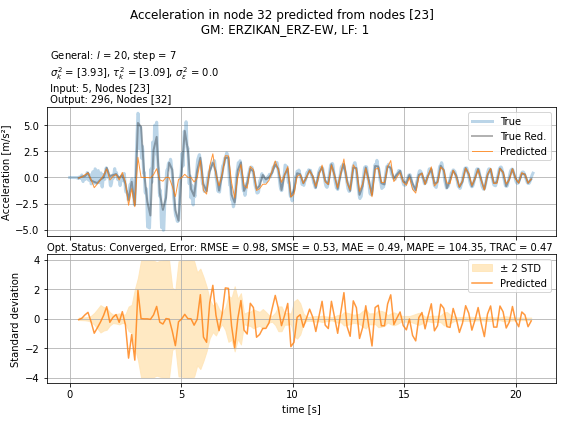 Acceleration in node 32 predicted from nodes [23]
GM: ERZIKAN_ERZ-EW, LF: 1
General: l = 20, step = 7
σ²ₖ = [3.93], τ²ₖ = [3.09], σ²ε = 0.0
Input: 5, Nodes [23]
Output: 296, Nodes [32]
Acceleration [m/s²]
5.0
2.5
0.0
−2.5
−5.0
True
True Red.
Predicted
Opt. Status: Converged, Error: RMSE = 0.98, SMSE = 0.53, MAE = 0.49, MAPE = 104.35, TRAC = 0.47
Standard deviation
4
2
0
−2
−4
± 2 STD
Predicted
0 5 10 15 20
time [s]